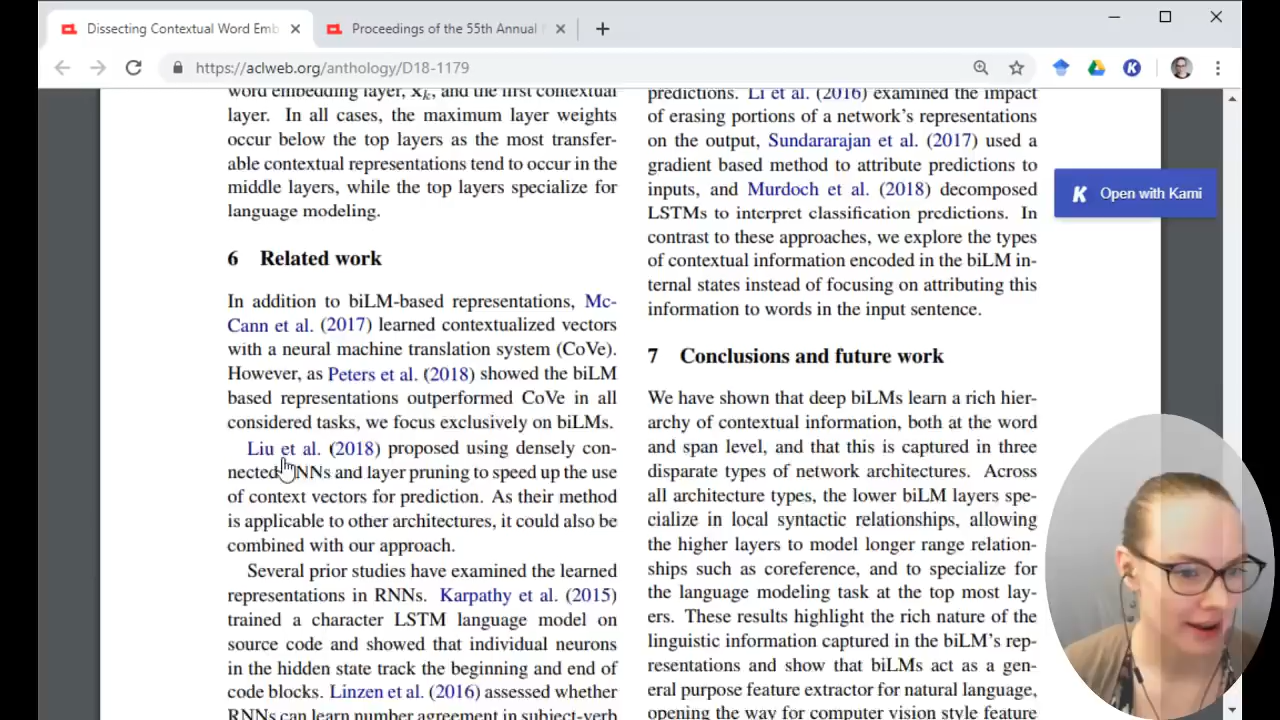 Dissecting Contextual Word Emb
Proceedings of the 55th Annual
https://aclweb.org/anthology/D18-1179
word embedding layer, xk, and the first contextual
layer. In all cases, the maximum layer weights
occur below the top layers as the most transfer-
able contextual representations tend to occur in the
middle layers, while the top layers specialize for
language modeling.
6 Related work
In addition to biLM-based representations, Mc-
Cann et al. (2017) learned contextualized vectors
with a neural machine translation system (CoVe).
However, as Peters et al. (2018) showed the biLM
based representations outperformed CoVe in all
considered tasks, we focus exclusively on biLMs.
Liu et al. (2018) proposed using densely con-
nected RNNs and layer pruning to speed up the use
of context vectors for prediction. As their method
is applicable to other architectures, it could also be
combined with our approach.
Several prior studies have examined the learned
representations in RNNs. Karpathy et al. (2015)
trained a character LSTM language model on
source code and showed that individual neurons
in the hidden state track the beginning and end of
code blocks. Linzen et al. (2016) assessed whether
RNNs can learn number agreement in subject-verb
predictions. Li et al. (2016) examined the impact
of erasing portions of a network's representations
on the output, Sundararajan et al. (2017) used a
gradient based method to attribute predictions to
inputs, and Murdoch et al. (2018) decomposed
LSTMs to interpret classification predictions. In
contrast to these approaches, we explore the types
of contextual information encoded in the biLM in-
ternal states instead of focusing on attributing this
information to words in the input sentence.
7 Conclusions and future work
We have shown that deep biLMs learn a rich hier-
archy of contextual information, both at the word
and span level, and that this is captured in three
disparate types of network architectures. Across
all architecture types, the lower biLM layers spe-
cialize in local syntactic relationships, allowing
the higher layers to model longer range relation-
ships such as coreference, and to specialize for
the language modeling task at the top most lay-
ers. These results highlight the rich nature of the
linguistic information captured in the biLM's rep-
resentations and show that biLMs act as a gen-
eral purpose feature extractor for natural language,
opening the way for computer vision style feature
K Open with Kami